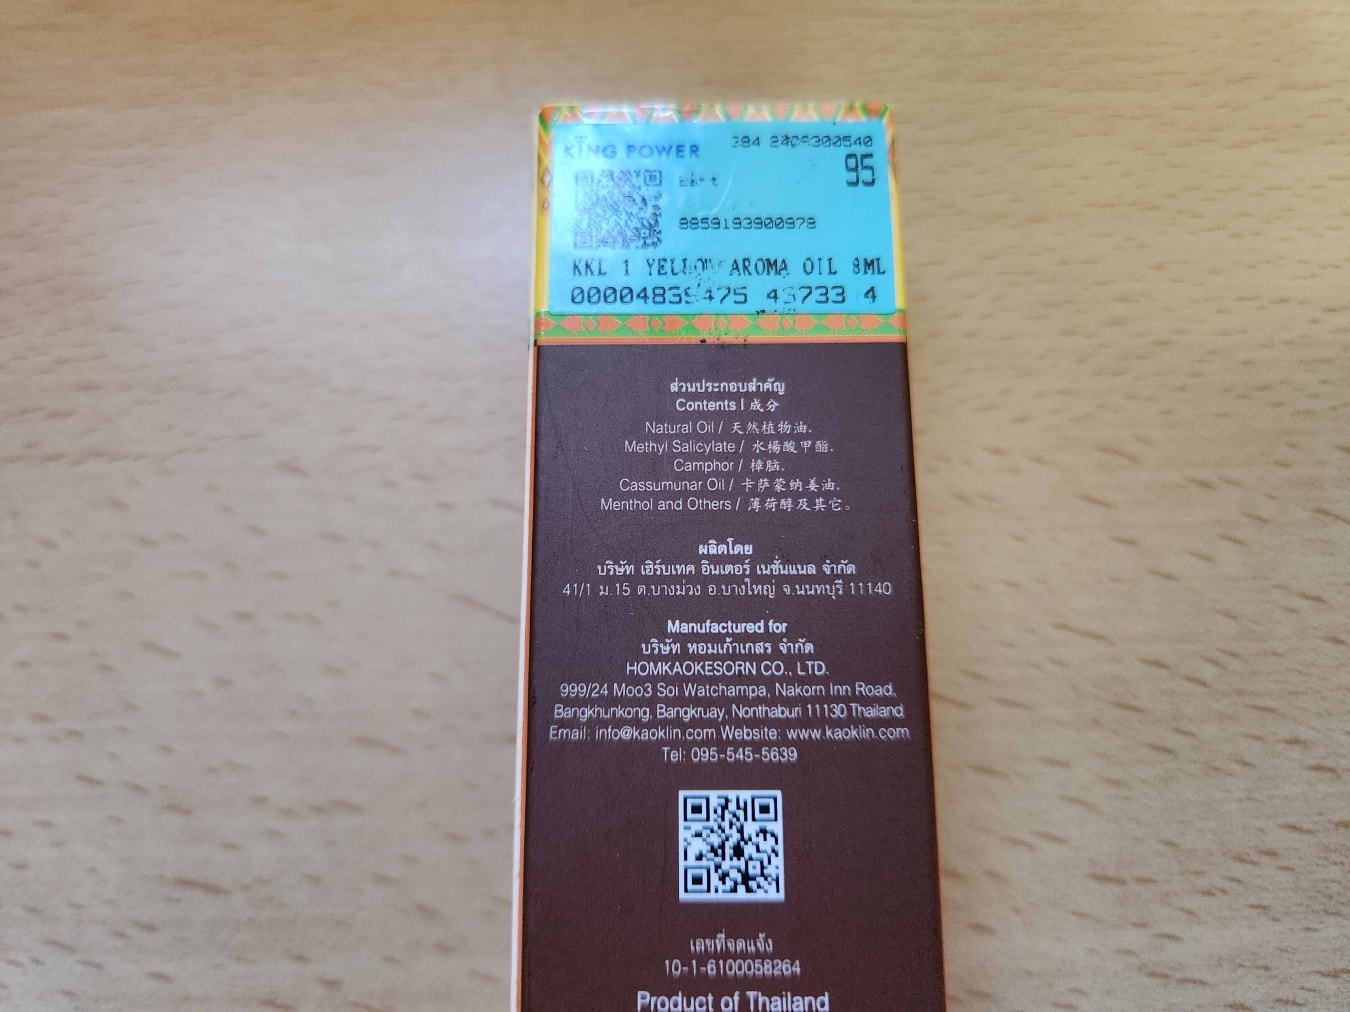 KING POWER
384
95
8859193900978
KKL 1 YELLOW AROMA OIL 8ML
ส่วนประกอบสำคัญ
Contents | 成分
Natural Oil / 天然植物油.
Methyl Salicylate / 水楊酸甲酯.
Camphor / 樟脑.
Cassumunar Oil / 卡萨蒙纳姜油.
Menthol and Others / 薄荷醇及其它。
ผลิตโดย
บริษัท เฮิร์บเทค อินเตอร์ เนชั่นแนล จำกัด
41/1 ม.15 ต.บางม่วง อ.บางใหญ่ จ.นนทบุรี 11140
Manufactured for
บริษัท หอมเก้าเกสร จำกัด
HOMKAOKESORN CO., LTD.
999/24 Moo3 Soi Watchampa, Nakorn Inn Road,
Bangkhunkong, Bangkruay, Nonthaburi 11130 Thailand
Email: info@kaoklin.com Website: www.kaoklin.com
Tel: 095-545-5639
เลขที่จดแจ้ง
10-1-6100058264
Product of Thailand